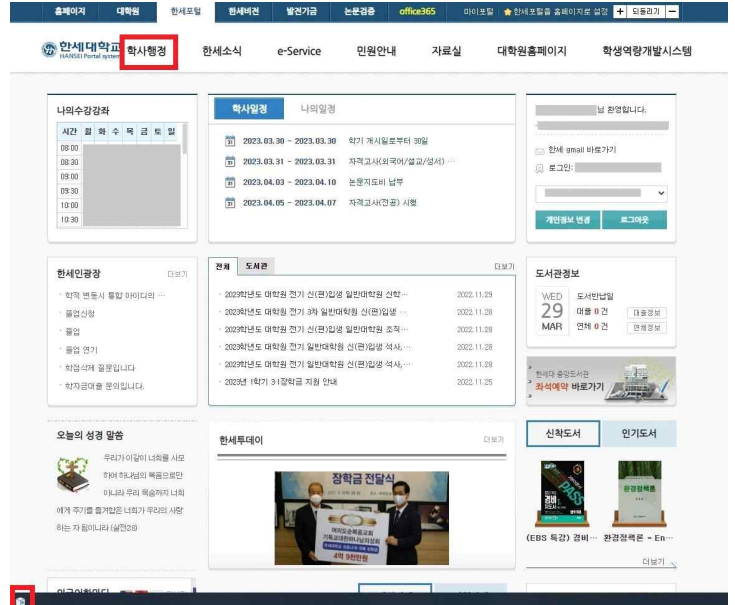 홈페이지 대학원 한세포털 한세비전 발전기금 논문검증 office365 마이포털 한세포털을 홈페이지로 설정 + 되돌리기 −
한세대학교 HANSEI Portal system
학사행정 한세소식 e-Service 민원안내 자료실 대학원홈페이지 학생역량개발시스템
나의수강강좌
시간 월 화 수 목 금 토 일
08:00
08:30
09:00
09:30
10:00
10:30
학사일정 나의일정
2023.03.30 ~ 2023.03.30 학기 개시일로부터 30일
2023.03.31 ~ 2023.03.31 자격고사(외국어/설교/성서) ···
2023.04.03 ~ 2023.04.10 논문지도비 납부
2023.04.05 ~ 2023.04.07 자격고사(전공) 시행
님 환영합니다.
한세 gmail 바로가기
로그인:
개인정보 변경 로그아웃
한세인광장 더보기
· 학적 변동시 통합 아이디의 ···
· 졸업신청
· 졸업
· 졸업 연기
· 학점삭제 질문입니다.
· 학자금대출 문의입니다.
전체 도서관 더보기
· 2023학년도 대학원 전기 신(편)입생 일반대학원 신학··· 2022.11.29
· 2023학년도 대학원 전기 3차 일반대학원 신(편)입생 ··· 2022.11.28
· 2023학년도 대학원 전기 신(편)입생 일반대학원 조직··· 2022.11.28
· 2023학년도 대학원 전기 일반대학원 신(편)입생 석사,··· 2022.11.28
· 2023학년도 대학원 전기 일반대학원 신(편)입생 석사,··· 2022.11.28
· 2023년 1학기 3·1장학금 지원 안내 2022.11.25
도서관정보
WED
29
MAR
도서반납일
대출 0 건 대출정보
연체 0 건 연체정보
한세대 중앙도서관
좌석예약 바로가기
오늘의 성경 말씀
우리가 이같이 너희를 사모
하여 하나님의 복음으로만
아니라 우리 목숨까지 너희
에게 주기를 즐겨함은 너희가 우리의 사랑
하는 자 됨이니라 (살전2:8)
한세투데이 더보기
장학금 전달식
여의도순복음교회
4억 9천만원
신착도서 인기도서
PASS
환경정책론
(EBS 특강) 경비··· 환경정책론 = En···
더보기